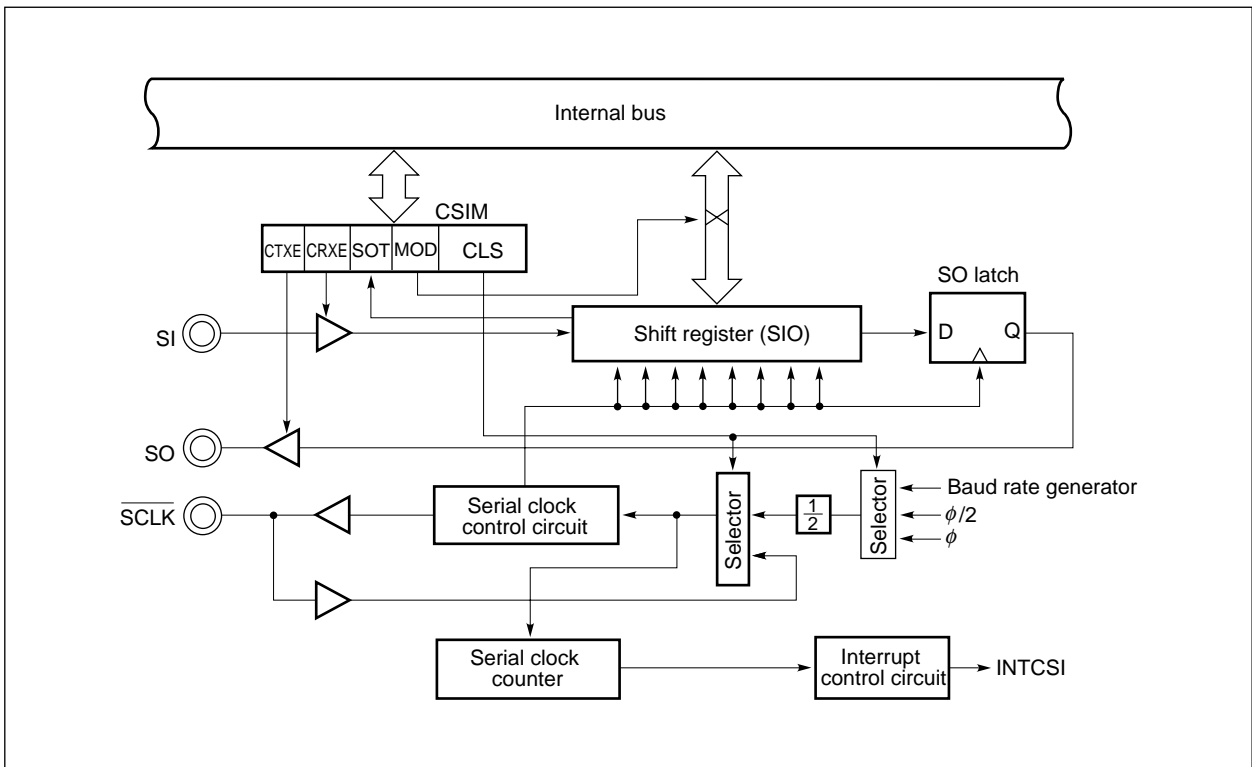 Internal bus
CSIM
CTXE CRXE SOT MOD CLS
SO latch
SI
Shift register (SIO)
D Q
SO
SCLK
Serial clock
control circuit
Selector
1
2
Selector
Baud rate generator
ϕ/2
ϕ
Serial clock
counter
Interrupt
control circuit
INTCSI